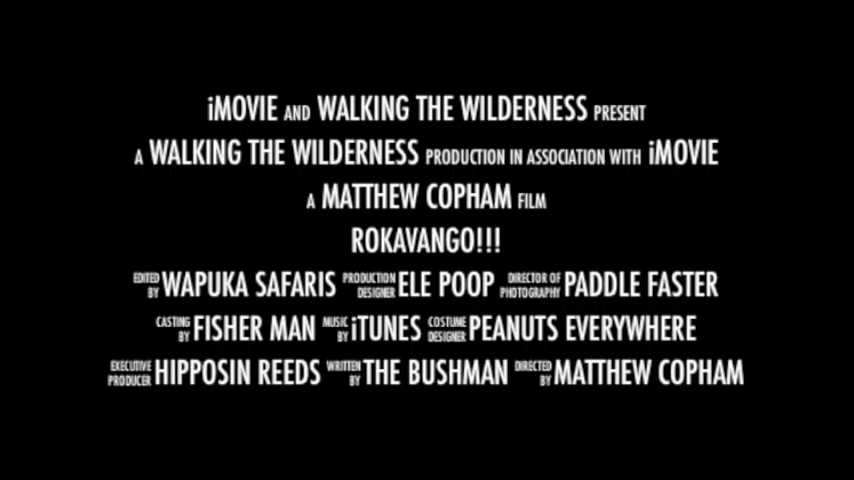 iMOVIE AND WALKING THE WILDERNESS PRESENT
A WALKING THE WILDERNESS PRODUCTION IN ASSOCIATION WITH iMOVIE
A MATTHEW COPHAM FILM
ROKAVANGO!!!
EDITED BY WAPUKA SAFARIS PRODUCTION DESIGNER ELE POOP DIRECTOR OF PHOTOGRAPHY PADDLE FASTER
CASTING BY FISHER MAN MUSIC BY iTUNES COSTUME DESIGNER PEANUTS EVERYWHERE
EXECUTIVE PRODUCER HIPPOSIN REEDS WRITTEN BY THE BUSHMAN DIRECTED BY MATTHEW COPHAM